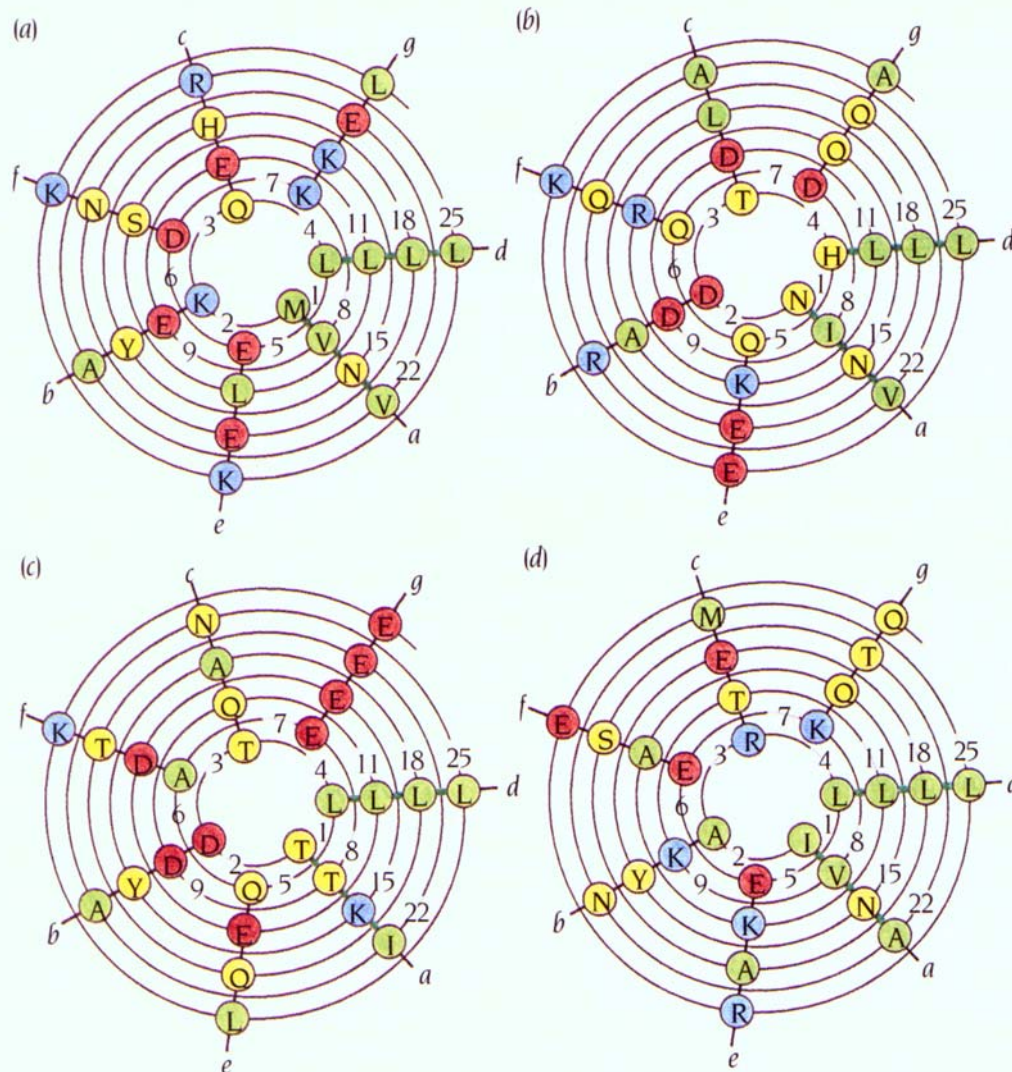 (a)
c R H E Q
g L E K K
f K N S D
3 7 4 11 18 25
L L L L d
6 1 8 15 22
M V N V a
b A Y E K
9 2 5
E L E K e
(b)
c A L D T
g A Q Q D
f K Q R Q
3 7 4 11 18 25
H L L L d
6 1 8 15 22
N I N V a
b R A D D
9 2 5
Q K E E e
(c)
c N A Q T
g E E E E
f K T D A
3 7 4 11 18 25
L L L L d
6 1 8 15 22
T T K I a
b A Y D D
9 2 5
Q E Q L e
(d)
c M E T R
g Q T Q K
f E S A E
3 7 4 11 18 25
L L L L d
6 1 8 15 22
I V N A a
b N Y K A
9 2 5
E K A R e